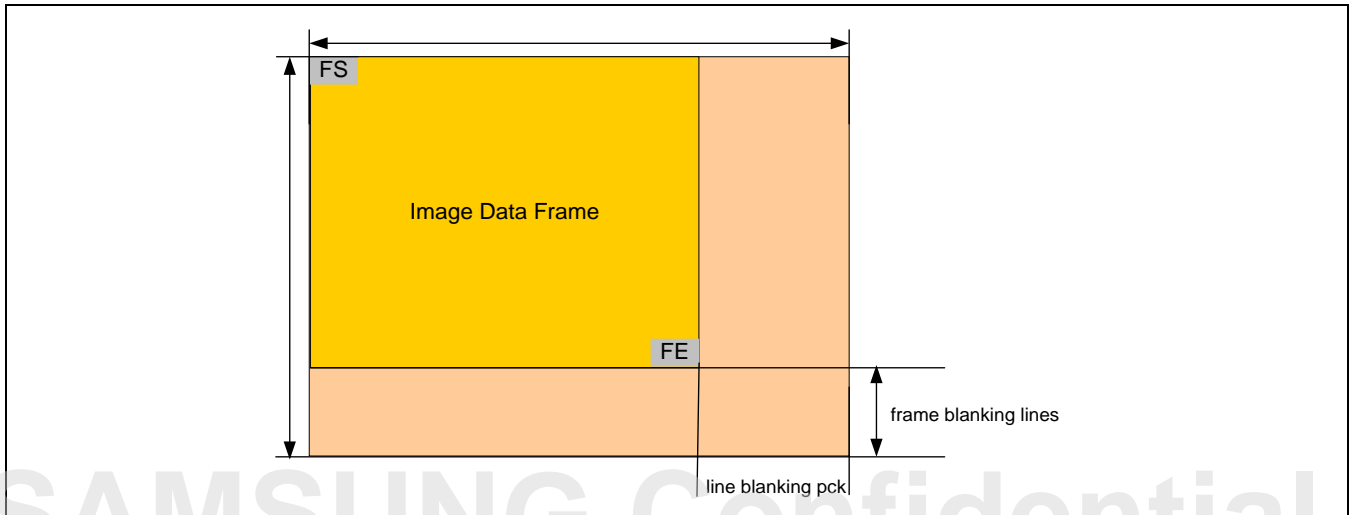 FS
Image Data Frame
FE
frame blanking lines
line blanking pck
SAMSUNG Confidential